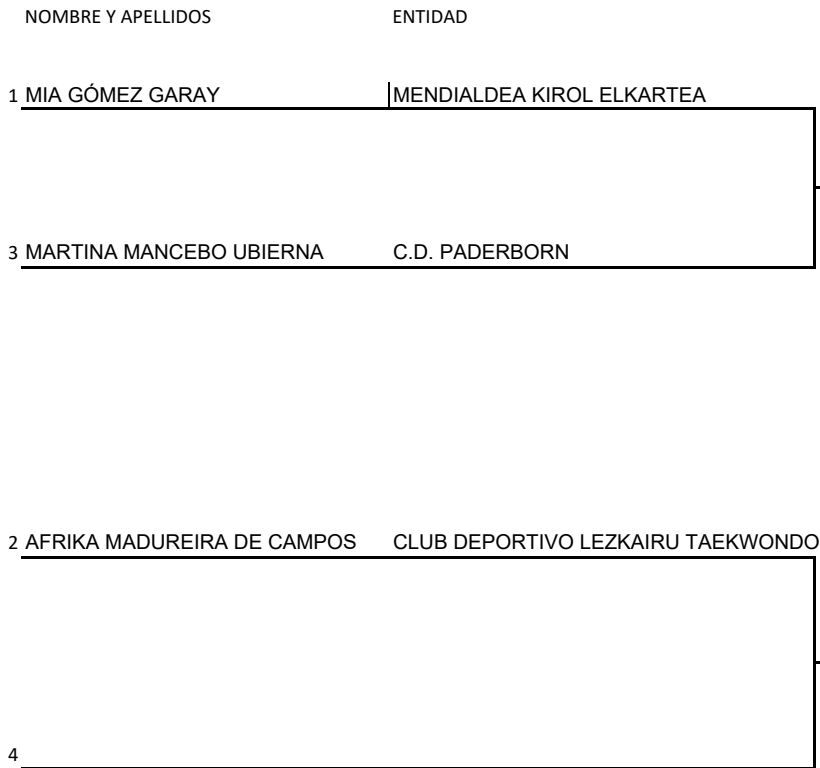 NOMBRE Y APELLIDOS ENTIDAD
1 MIA GÓMEZ GARAY MENDIALDEA KIROL ELKARTEA
3 MARTINA MANCEBO UBIERNA C.D. PADERBORN
2 AFRIKA MADUREIRA DE CAMPOS CLUB DEPORTIVO LEZKAIRU TAEKWONDO
4